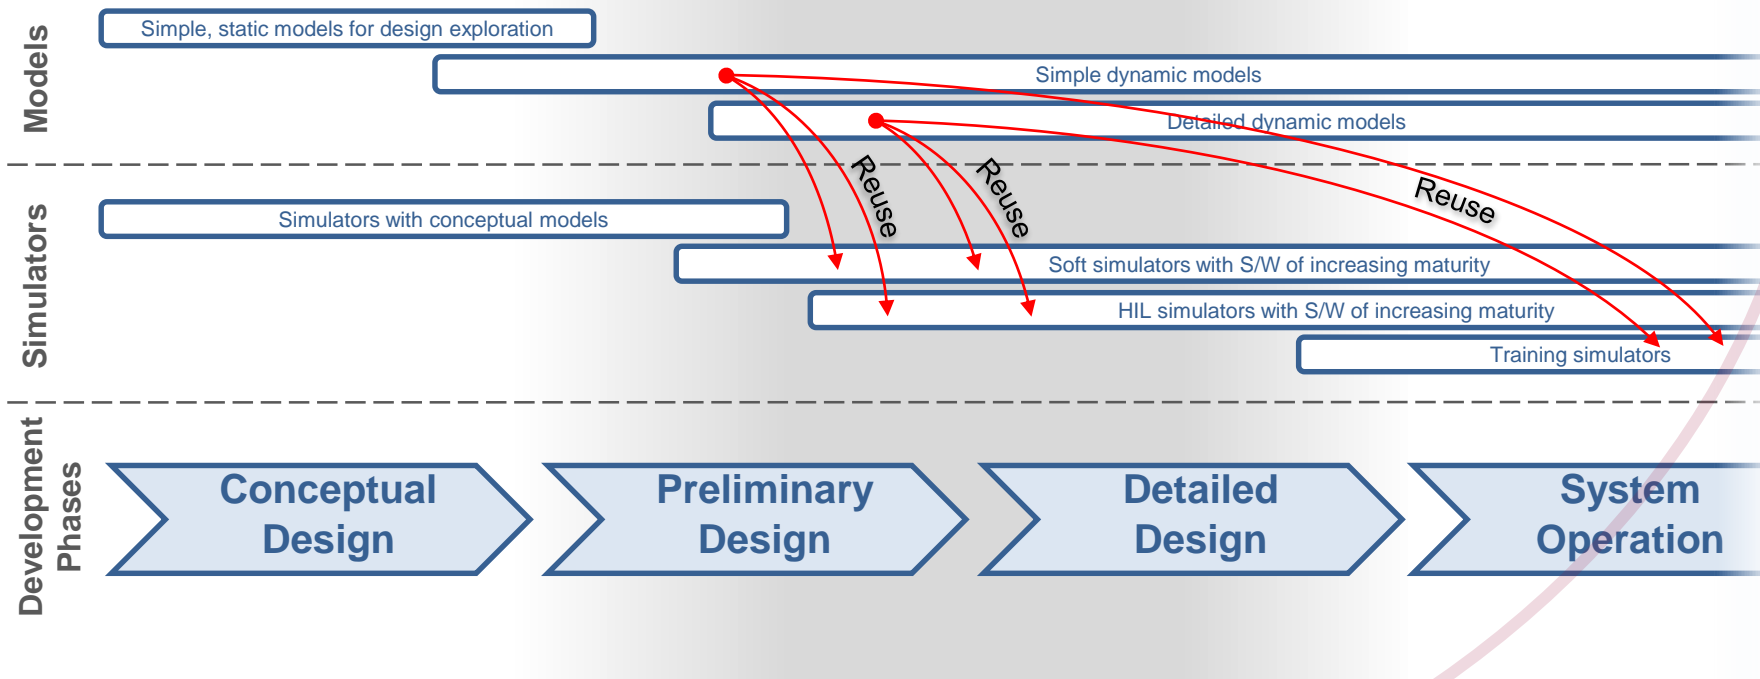 Models
Simple, static models for design exploration
Simple dynamic models
Detailed dynamic models
Reuse
Reuse
Reuse
Simulators
Simulators with conceptual models
Soft simulators with S/W of increasing maturity
HIL simulators with S/W of increasing maturity
Training simulators
Development
Phases
Conceptual
Design
Preliminary
Design
Detailed
Design
System
Operation